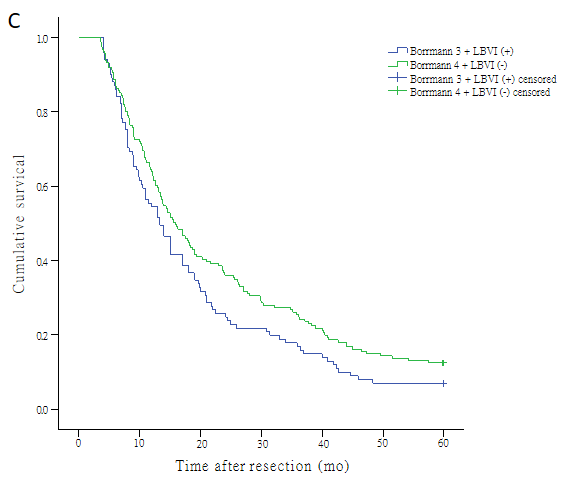 C
Borrmann 3 + LBVI (+)
Borrmann 4 + LBVI (-)
Borrmann 3 + LBVI (+) censored
Borrmann 4 + LBVI (-) censored
1.0
0.8
0.6
0.4
0.2
0.0
Cumulative survical
0 10 20 30 40 50 60
Time after resection (mo)